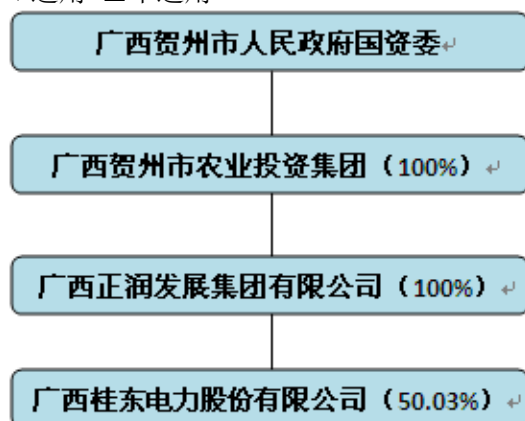 广西贺州市人民政府国资委↵
广西贺州市农业投资集团（100%）↵
广西正润发展集团有限公司（100%）↵
广西桂东电力股份有限公司（50.03%）↵